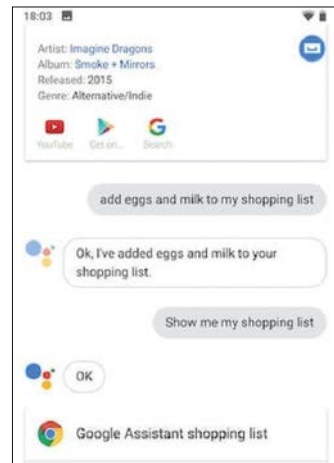 18:03
Artist: Imagine Dragons
Album: Smoke + Mirrors
Released: 2015
Genre: Alternative/Indie
YouTube Get on... Search
add eggs and milk to my shopping list
Ok, I've added eggs and milk to your
shopping list.
Show me my shopping list
OK
Google Assistant shopping list